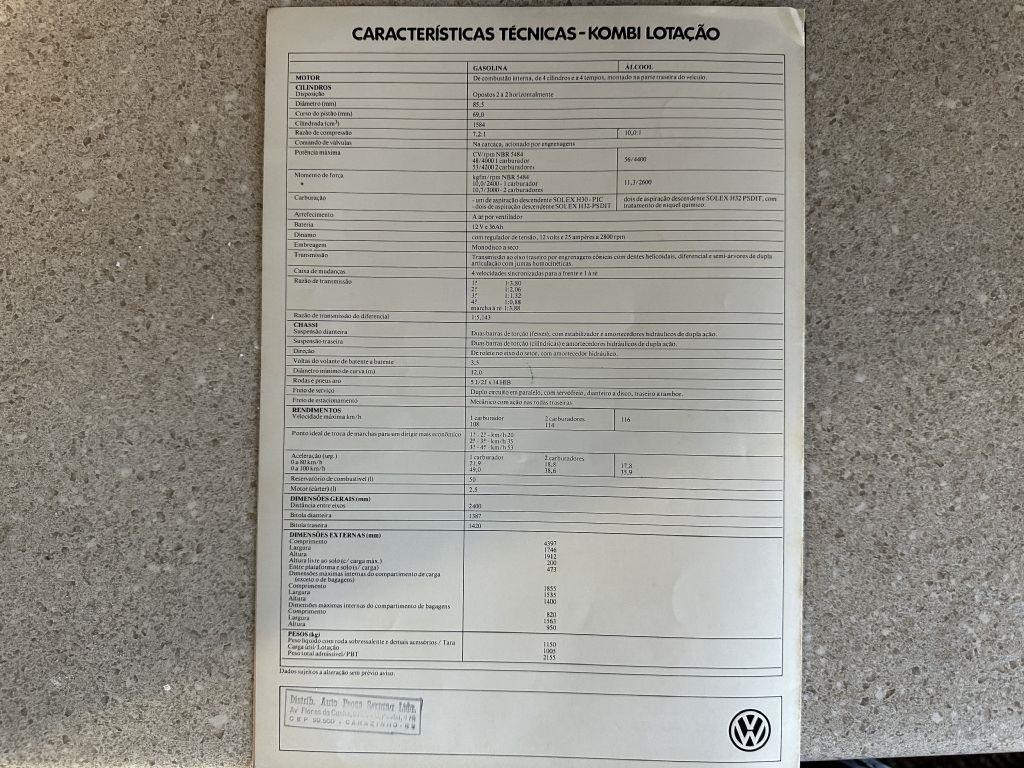 CARACTERÍSTICAS TÉCNICAS - KOMBI LOTAÇÃO
GASOLINA ÁLCOOL
MOTOR De combustão interna, de 4 cilindros e a 4 tempos, montado na parte traseira do veículo.
CILINDROS
Disposição Opostos 2 a 2 horizontalmente
Diâmetro (mm) 85,5
Curso do pistão (mm) 69,0
Cilindrada (cm³) 1584
Razão de compressão 7,2:1 10,0:1
Comando de válvulas Na carcaça, acionado por engrenagens
Potência máxima CV/rpm NBR 5484
48/4000 1 carburador 56/4400
53/4200 2 carburadores
Momento de força kgfm/rpm NBR 5484
10,0/2400 - 1 carburador 11,3/2600
10,7/3000 - 2 carburadores
Carburação - um de aspiração descendente SOLEX H30 - PIC dois de aspiração descendente SOLEX H32 PSDIT, com
- dois de aspiração descendente SOLEX H32-PSDIT tratamento de níquel químico.
Arrefecimento A ar por ventilador
Bateria 12 V e 36Ah
Dínamo com regulador de tensão, 12 volts e 25 ampères a 2800 rpm
Embreagem Monodisco a seco
Transmissão Transmissão ao eixo traseiro por engrenagens cônicas com dentes helicoidais, diferencial e semi-árvores de dupla
articulação com juntas homocinéticas.
Caixa de mudanças 4 velocidades sincronizadas para a frente e 1 à ré
Razão de transmissão 1ª 1:3,80
2ª 1:2,06
3ª 1:1,32
4ª 1:0,88
marcha à ré 1:3,88
Razão de transmissão do diferencial 1:5,143
CHASSI
Suspensão dianteira Duas barras de torção (feixes), com estabilizador e amortecedores hidráulicos de dupla ação.
Suspensão traseira Duas barras de torção (cilíndricas) e amortecedores hidráulicos de dupla ação.
Direção De rolete no eixo do setor, com amortecedor hidráulico.
Voltas do volante de batente a batente 3,5
Diâmetro mínimo de curva (m) 12,0
Rodas e pneus aro 5 1/2J x 14 HIB
Freio de serviço Duplo circuito em paralelo, com servofreio, dianteiro a disco, traseiro a tambor.
Freio de estacionamento Mecânico com ação nas rodas traseiras
RENDIMENTOS
Velocidade máxima km/h 1 carburador 2 carburadores 116
108 114
Ponto ideal de troca de marchas para um dirigir mais econômico 1ª - 2ª - km/h 20
2ª - 3ª - km/h 35
3ª - 4ª - km/h 53
Aceleração (seg.) 1 carburador 2 carburadores
0 a 80 km/h 21,9 18,8 17,8
0 a 100 km/h 49,0 38,6 35,9
Reservatório de combustível (l) 50
Motor (cárter) (l) 2,5
DIMENSÕES GERAIS (mm)
Distância entre eixos 2400
Bitola dianteira 1387
Bitola traseira 1420
DIMENSÕES EXTERNAS (mm)
Comprimento 4397
Largura 1746
Altura 1912
Altura livre ao solo (c/ carga máx.) 200
Entre plataforma e solo (s/ carga) 473
Dimensões máximas internas do compartimento de carga
(exceto o de bagagens)
Comprimento 1855
Largura 1535
Altura 1400
Dimensões máximas internas do compartimento de bagagens
Comprimento 820
Largura 1563
Altura 950
PESOS (kg)
Peso líquido com roda sobressalente e demais acessórios / Tara 1150
Carga útil/Lotação 1005
Peso total admissível/PBT 2155
Dados sujeitos a alteração sem prévio aviso.
Distrib. Auto Peças Ltda.
Av Flores da Cunha,
CEP 99.500 - CARAZINHO - RS
VW